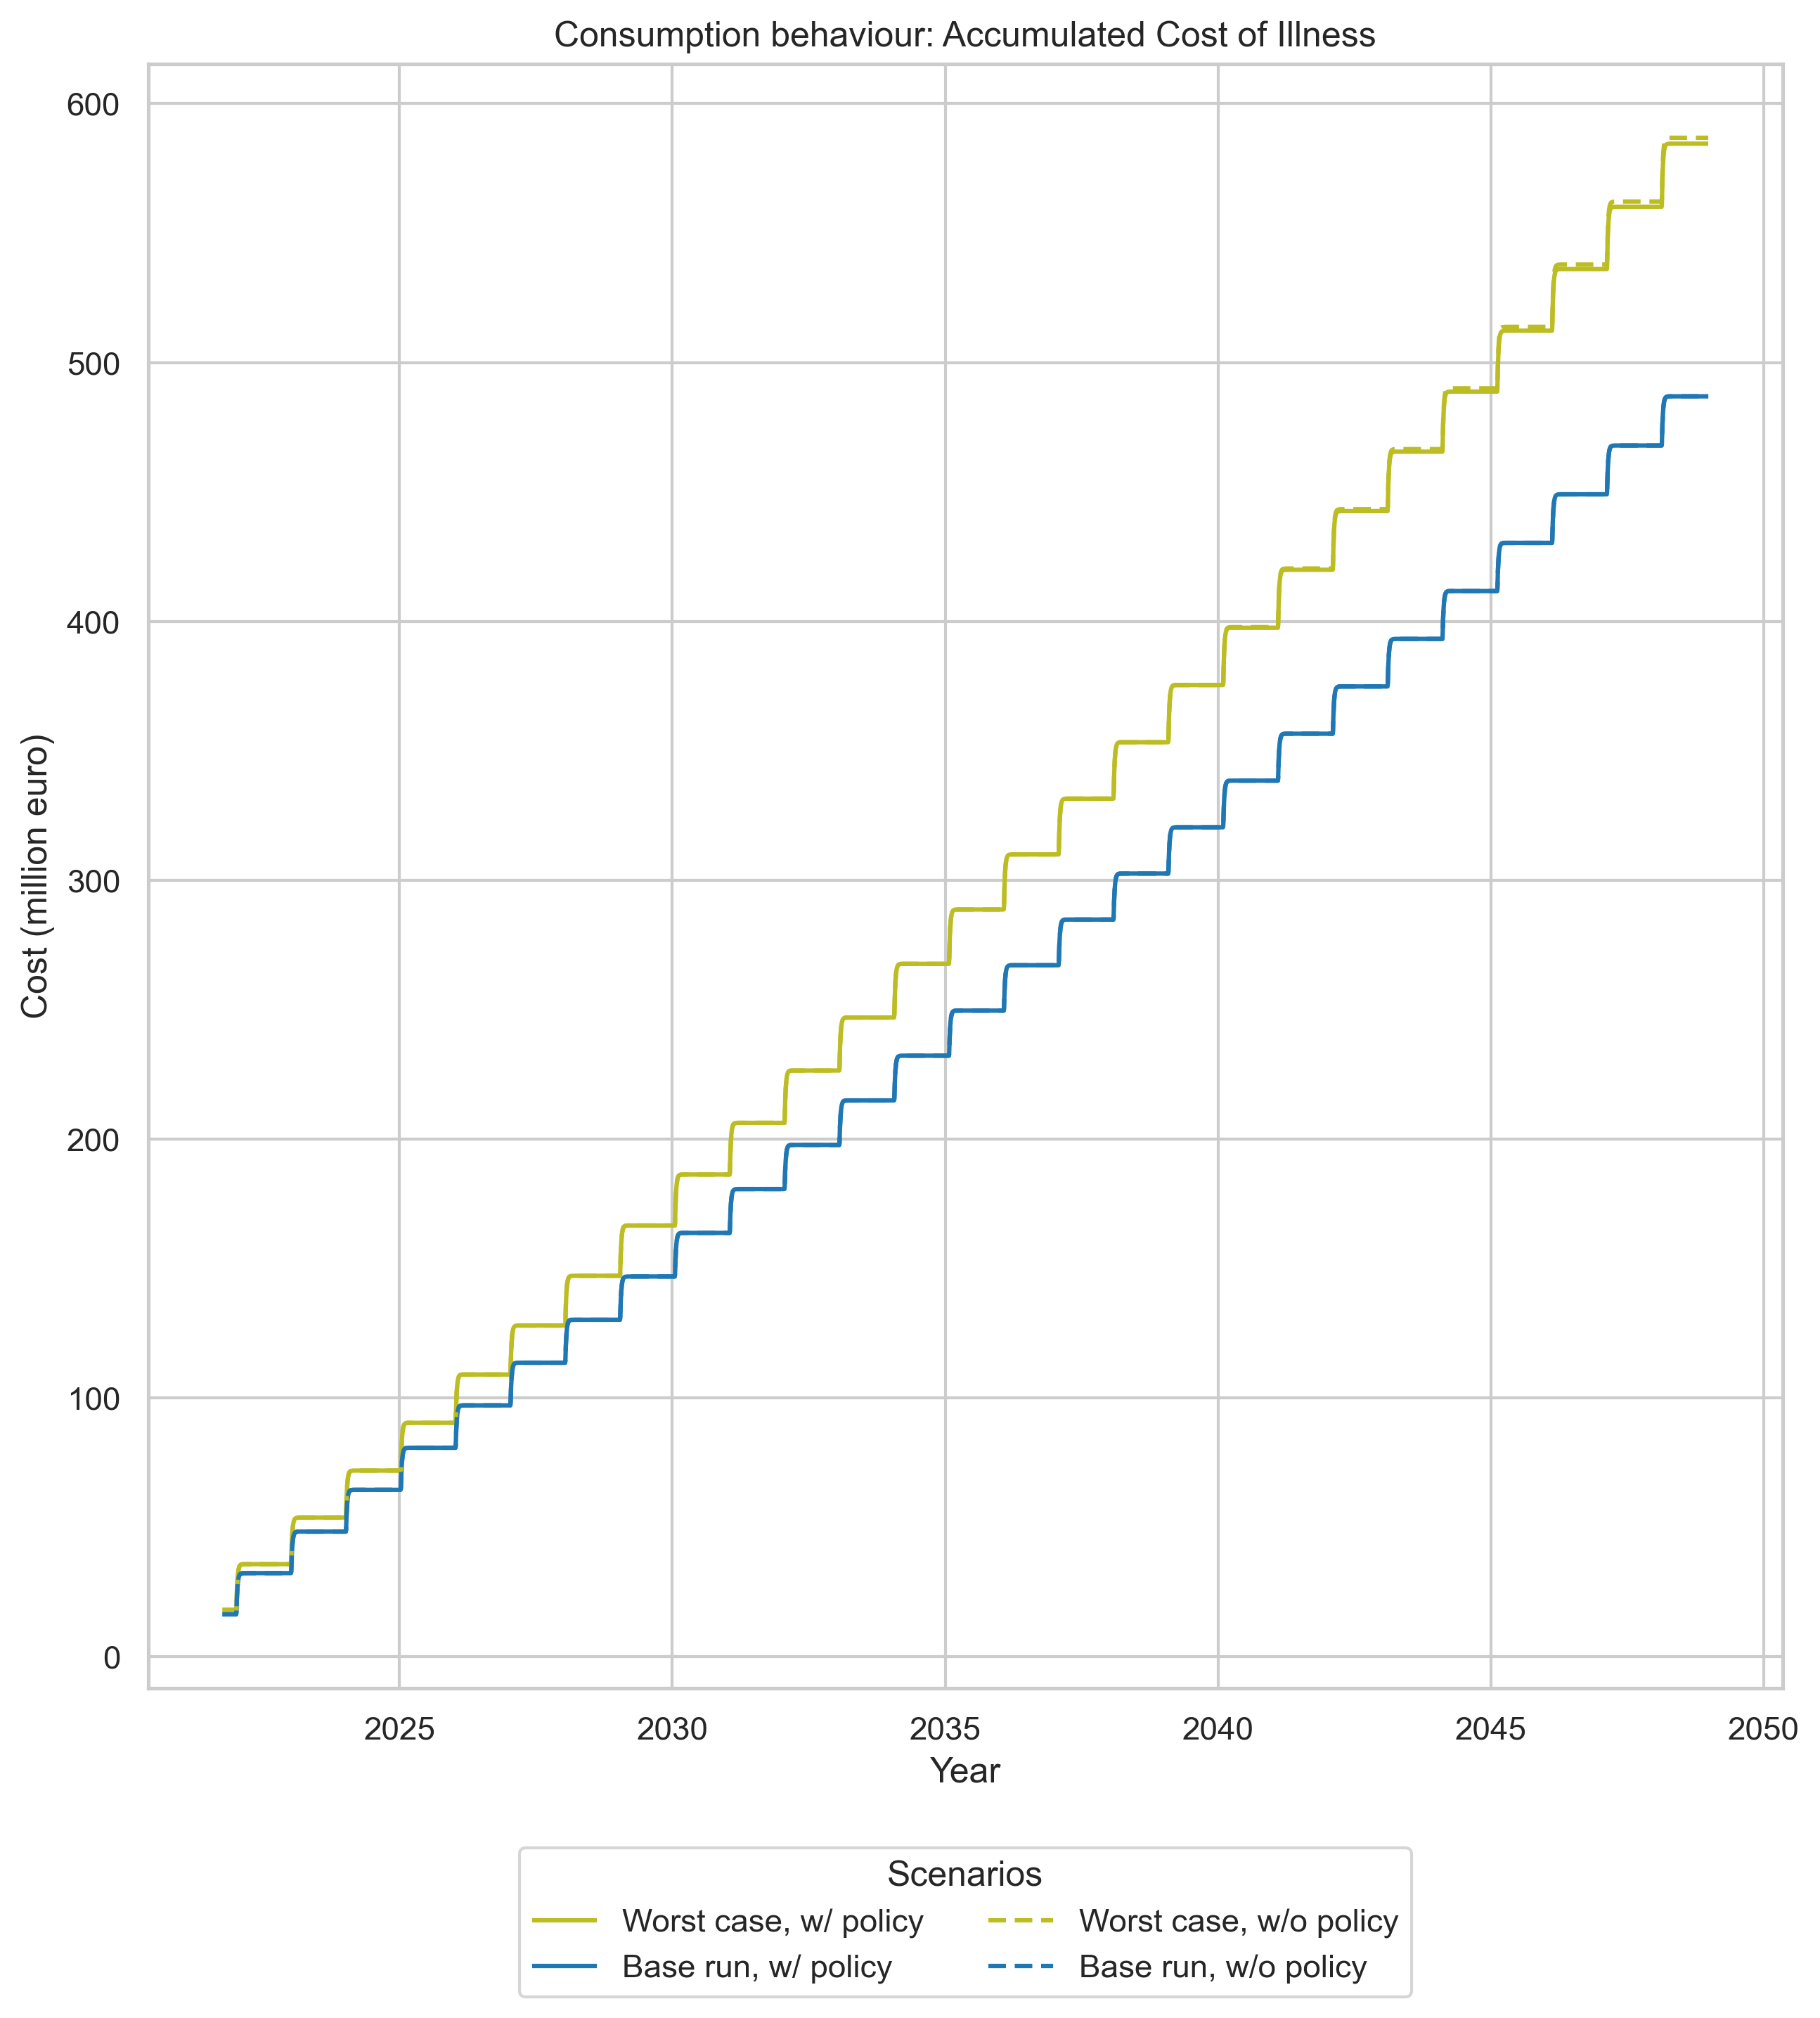 Consumption behaviour: Accumulated Cost of Illness
600
500
400
300
200
100
0
Cost (million euro)
2025 2030 2035 2040 2045 2050
Year
Scenarios
Worst case, w/ policy Worst case, w/o policy
Base run, w/ policy Base run, w/o policy